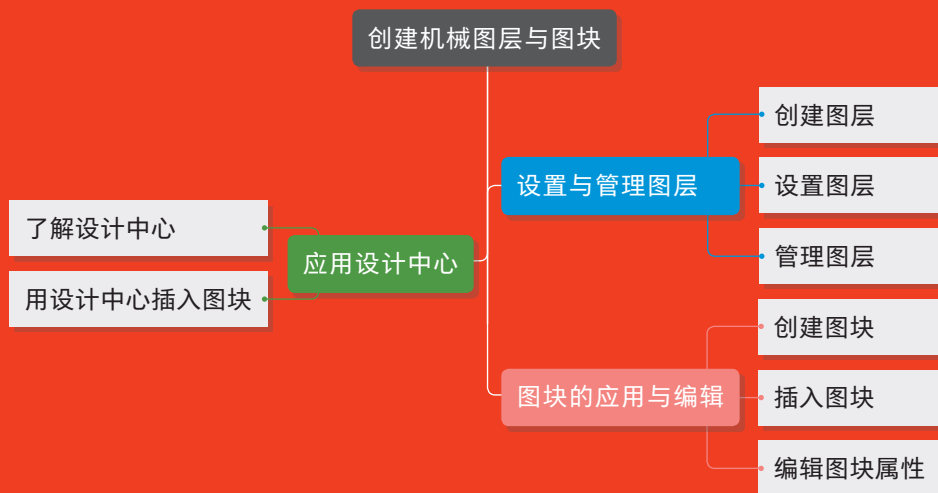 创建机械图层与图块
设置与管理图层
创建图层
设置图层
管理图层
应用设计中心
了解设计中心
用设计中心插入图块
图块的应用与编辑
创建图块
插入图块
编辑图块属性